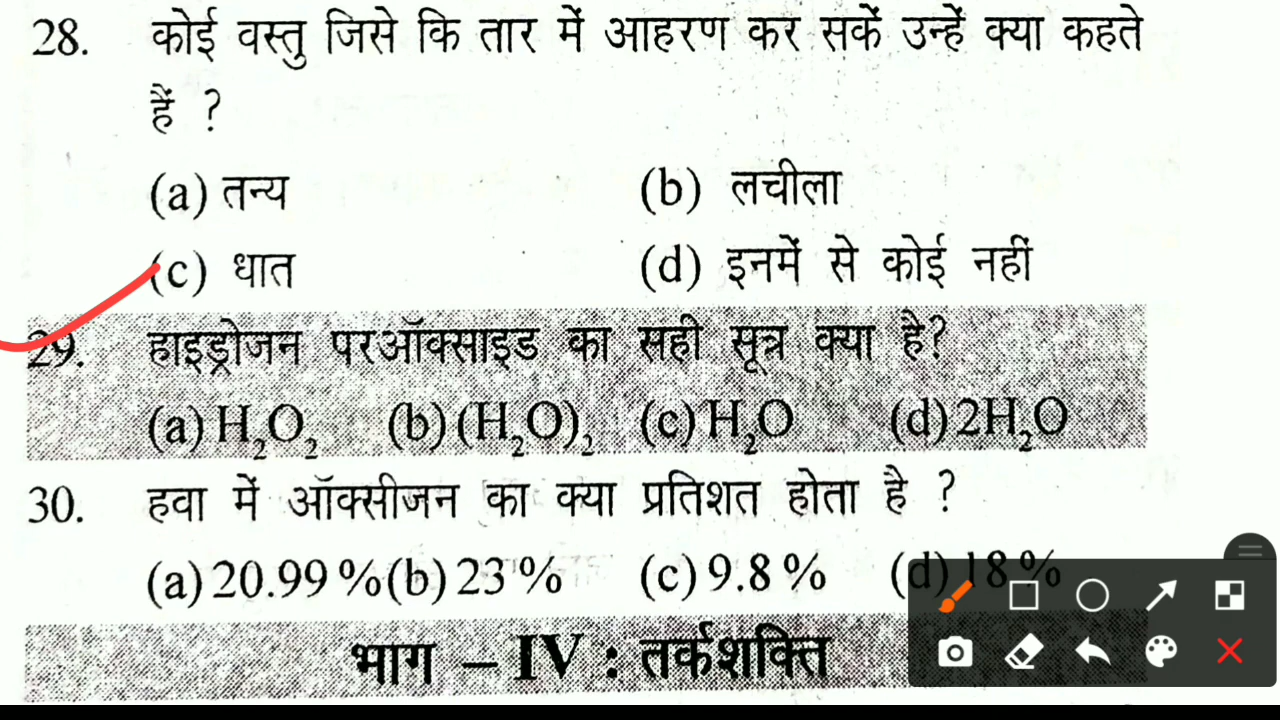 28. कोई वस्तु जिसे कि तार में आहरण कर सकें उन्हें क्या कहते
हैं ?
(a) तन्य (b) लचीला
(c) धात (d) इनमें से कोई नहीं
29. हाइड्रोजन परऑक्साइड का सही सूत्र क्या है?
(a) H₂O₂ (b) (H₂O)₂ (c) H₂O (d) 2H₂O
30. हवा में ऑक्सीजन का क्या प्रतिशत होता है ?
(a) 20.99 % (b) 23 % (c) 9.8 % (d) 18 %
भाग – IV : तर्कशक्ति